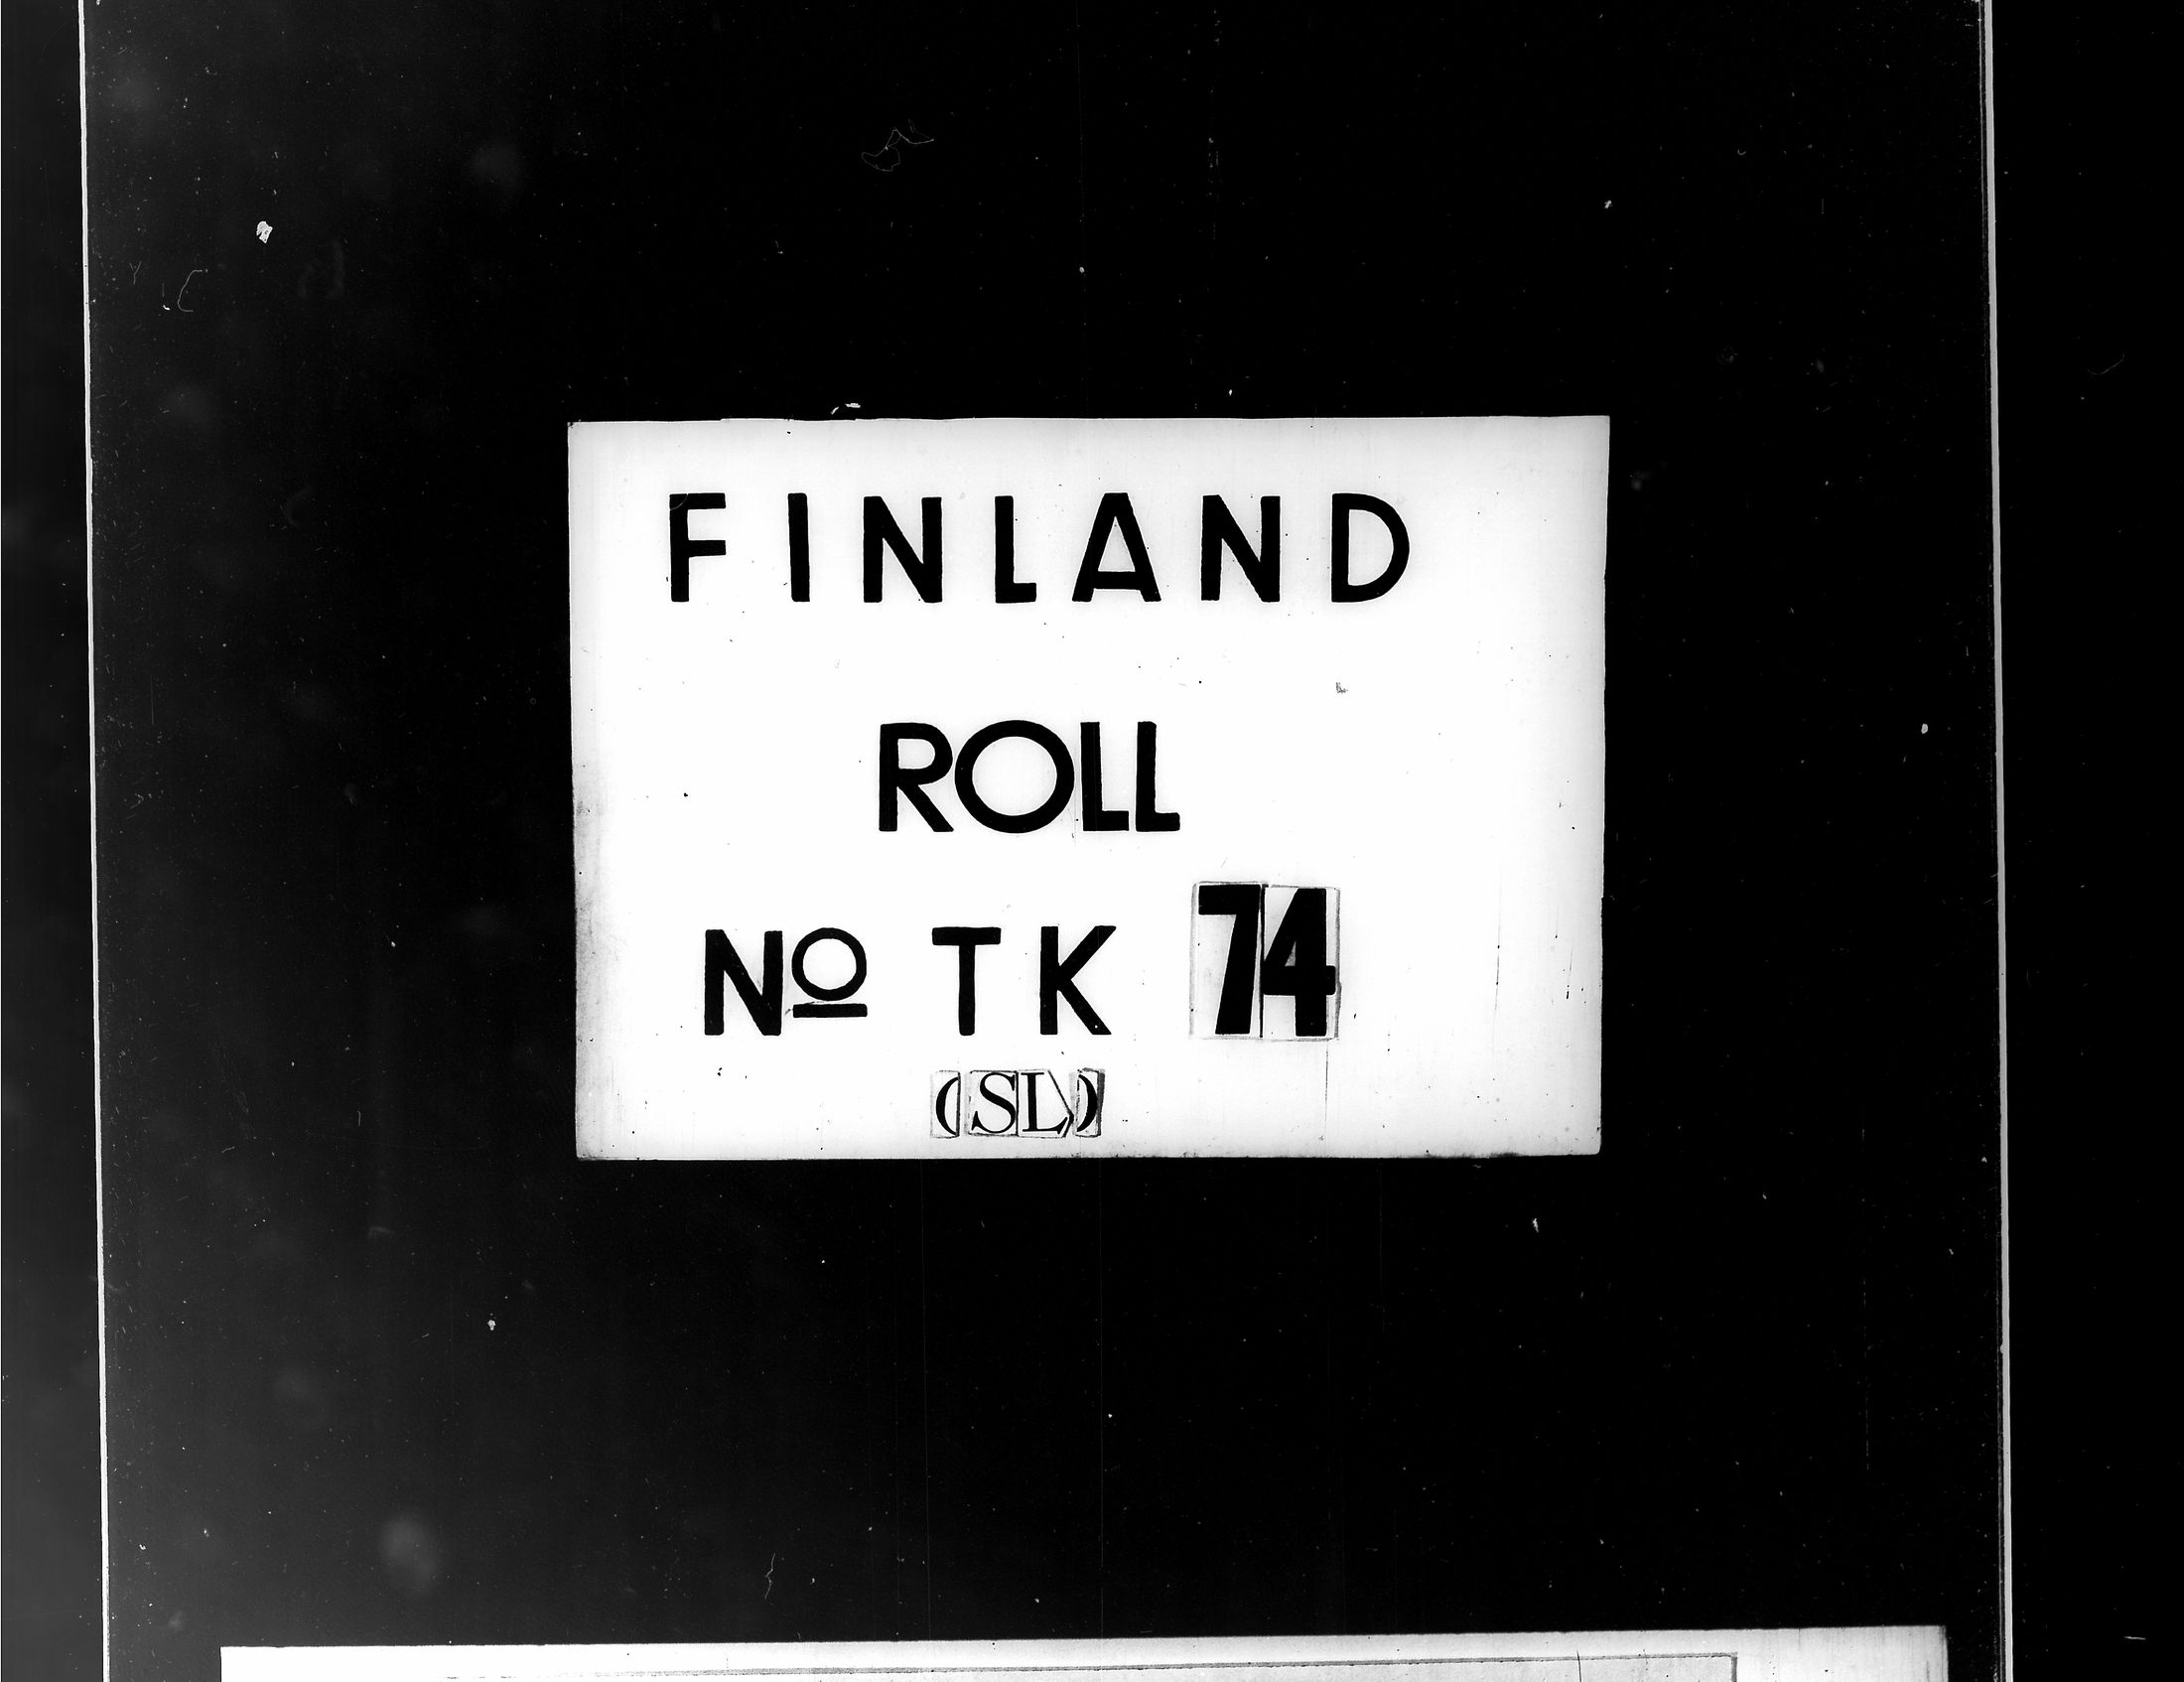 FINLAND
ROLL
Nº TK 74
(SL)